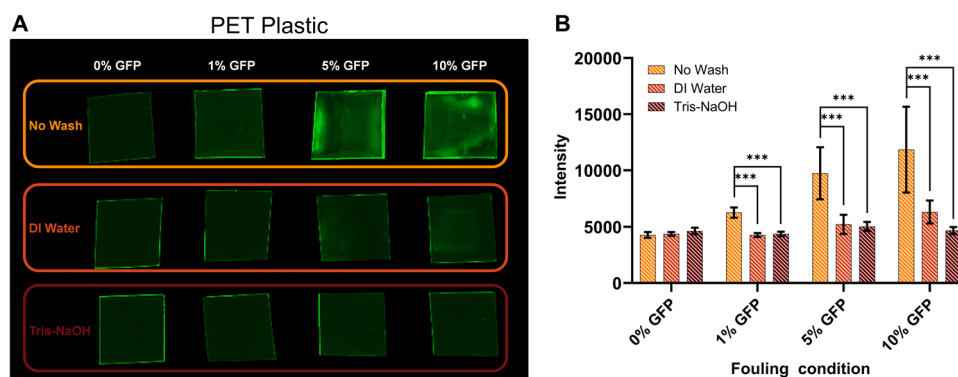 A
PET Plastic
0% GFP 1% GFP 5% GFP 10% GFP
No Wash
DI Water
Tris-NaOH
B
20000
15000
10000
5000
0
Intensity
No Wash
DI Water
Tris-NaOH
***
***
***
***
***
***
0% GFP 1% GFP 5% GFP 10% GFP
Fouling condition